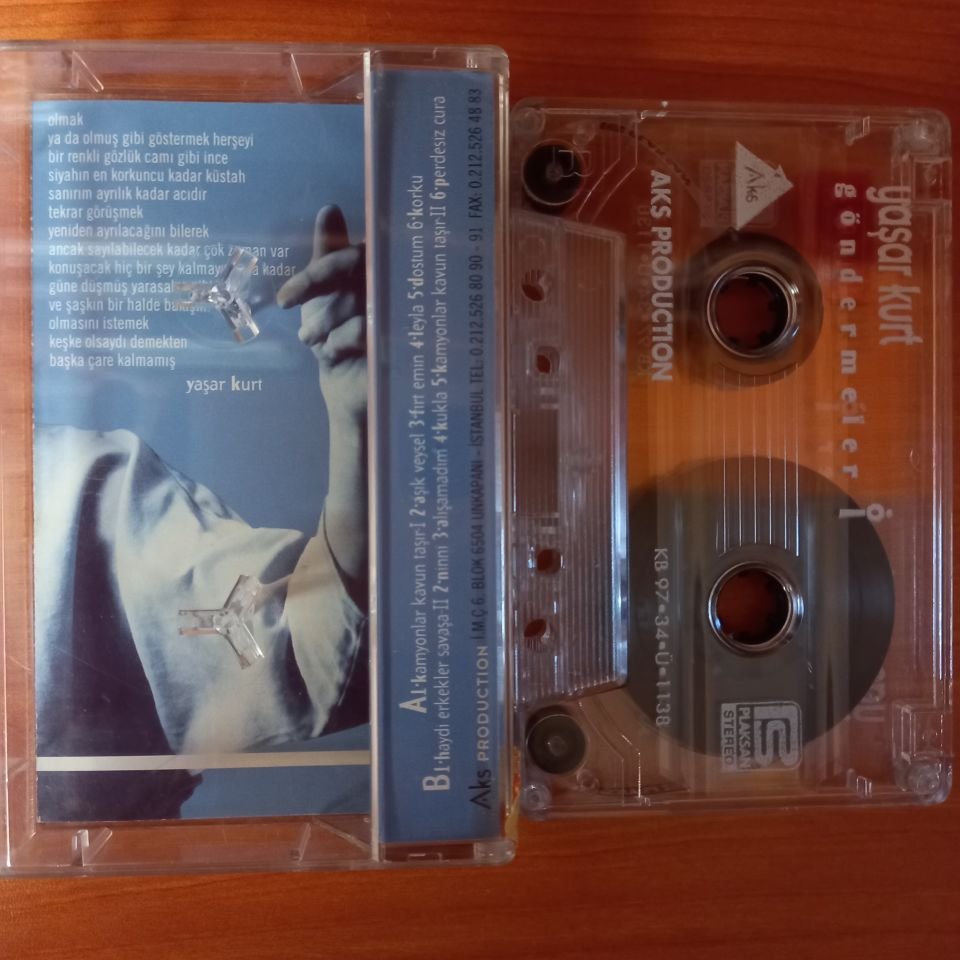 olmak
ya da olmuş gibi göstermek herşeyi
bir renkli gözlük camı gibi ince
siyahın en korkuncu kadar küstah
sanırım ayrılık kadar acıdır
tekrar görüşmek
yeniden ayrılacağını bilerek
ancak sayılabilecek kadar çok zaman var
konuşacak hiç bir şey kadar
güne düşmüş
ve şaşkın bir halde
olmasını istemek
keşke olsaydı demekten
başka çare kalmamış
yaşar kurt
A1·kamyonlar kavun taşır-I 2·aşık veysel 3·fırt emin 4·leyla 5·dostum 6·korku
B1·haydi erkekler savaşa-II 2·ninni 3·alışamadım 4·kukla 5·kamyonlar kavun taşır-II 6·perdesiz cura
Aks PRODUCTION İ.M.Ç 6. BLOK 6504 UNKAPANI - İSTANBUL TEL: 0.212.526 80 90 - 91 FAX: 0.212.526 48 83
yaşar kurt
göndermeler
Aks
AKS PRODUCTION
KB·97·34·Ü·1138
PLAKSAN
STEREO